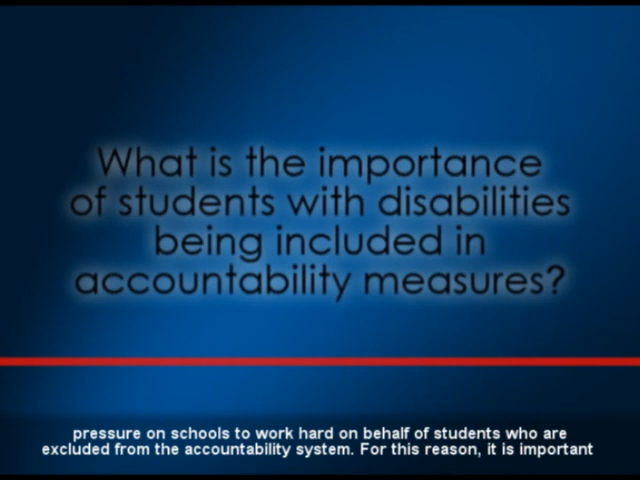 What is the importance
of students with disabilities
being included in
accountability measures?
pressure on schools to work hard on behalf of students who are
excluded from the accountability system. For this reason, it is important